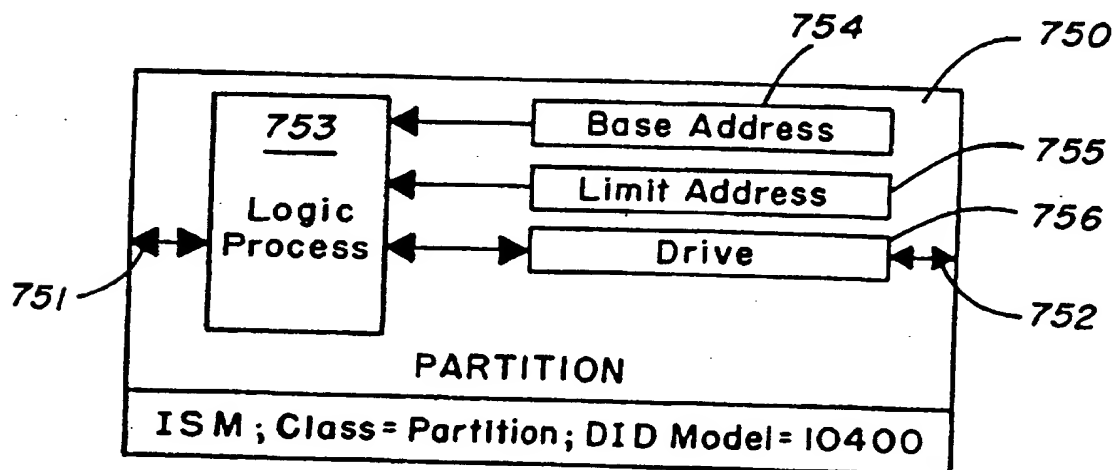 754
750
753
Base Address
755
Limit Address
Logic
Process
756
Drive
751
752
PARTITION
ISM; Class=Partition; DID Model=10400